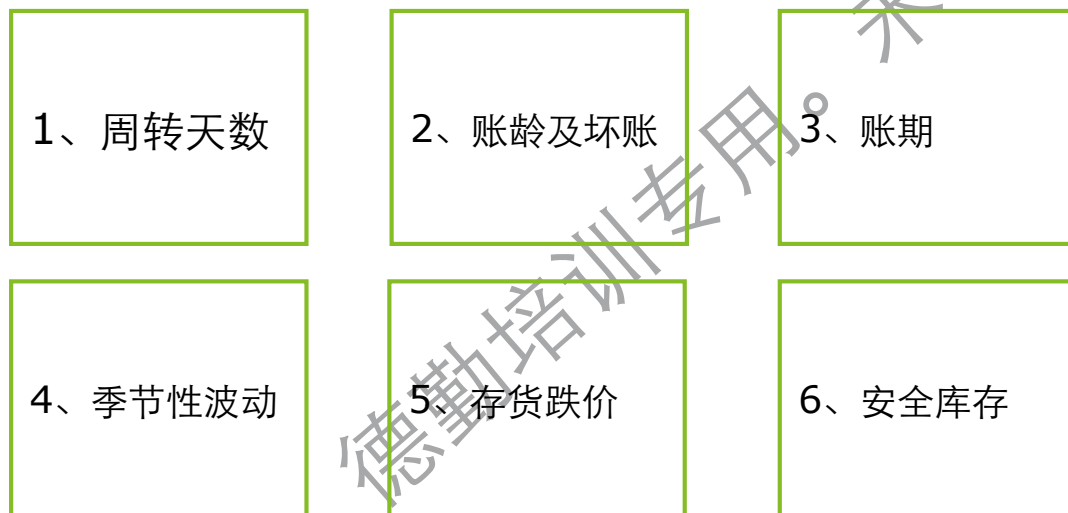 1、周转天数
2、账龄及坏账
3、账期
4、季节性波动
5、存货跌价
6、安全库存
德勤培训专用。未